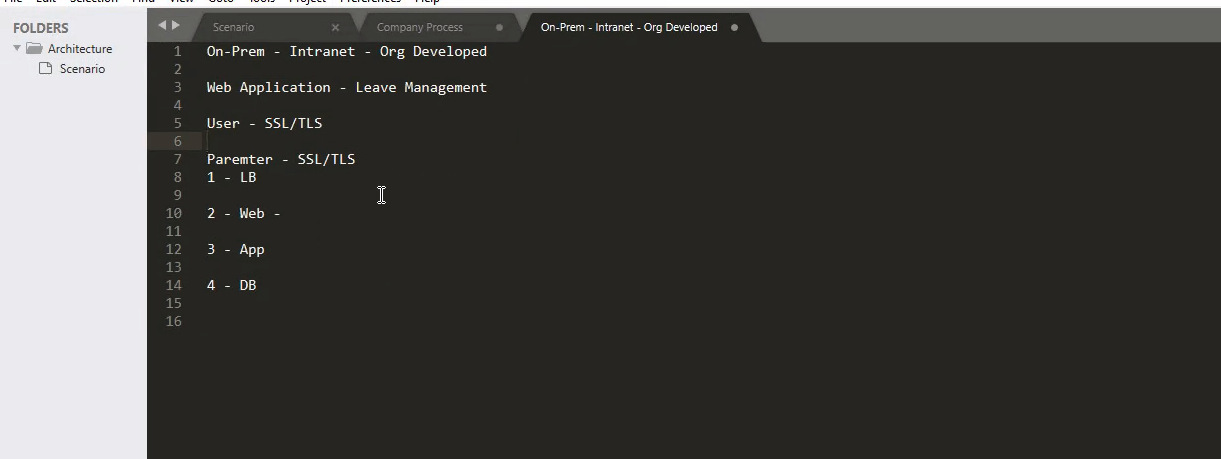 File Edit Selection Find View Goto Tools Project Preferences Help
FOLDERS
Architecture
Scenario
Scenario
Company Process
On-Prem - Intranet - Org Developed
1 On-Prem - Intranet - Org Developed
2
3 Web Application - Leave Management
4
5 User - SSL/TLS
6
7 Paremter - SSL/TLS
8 1 - LB
9
10 2 - Web -
11
12 3 - App
13
14 4 - DB
15
16